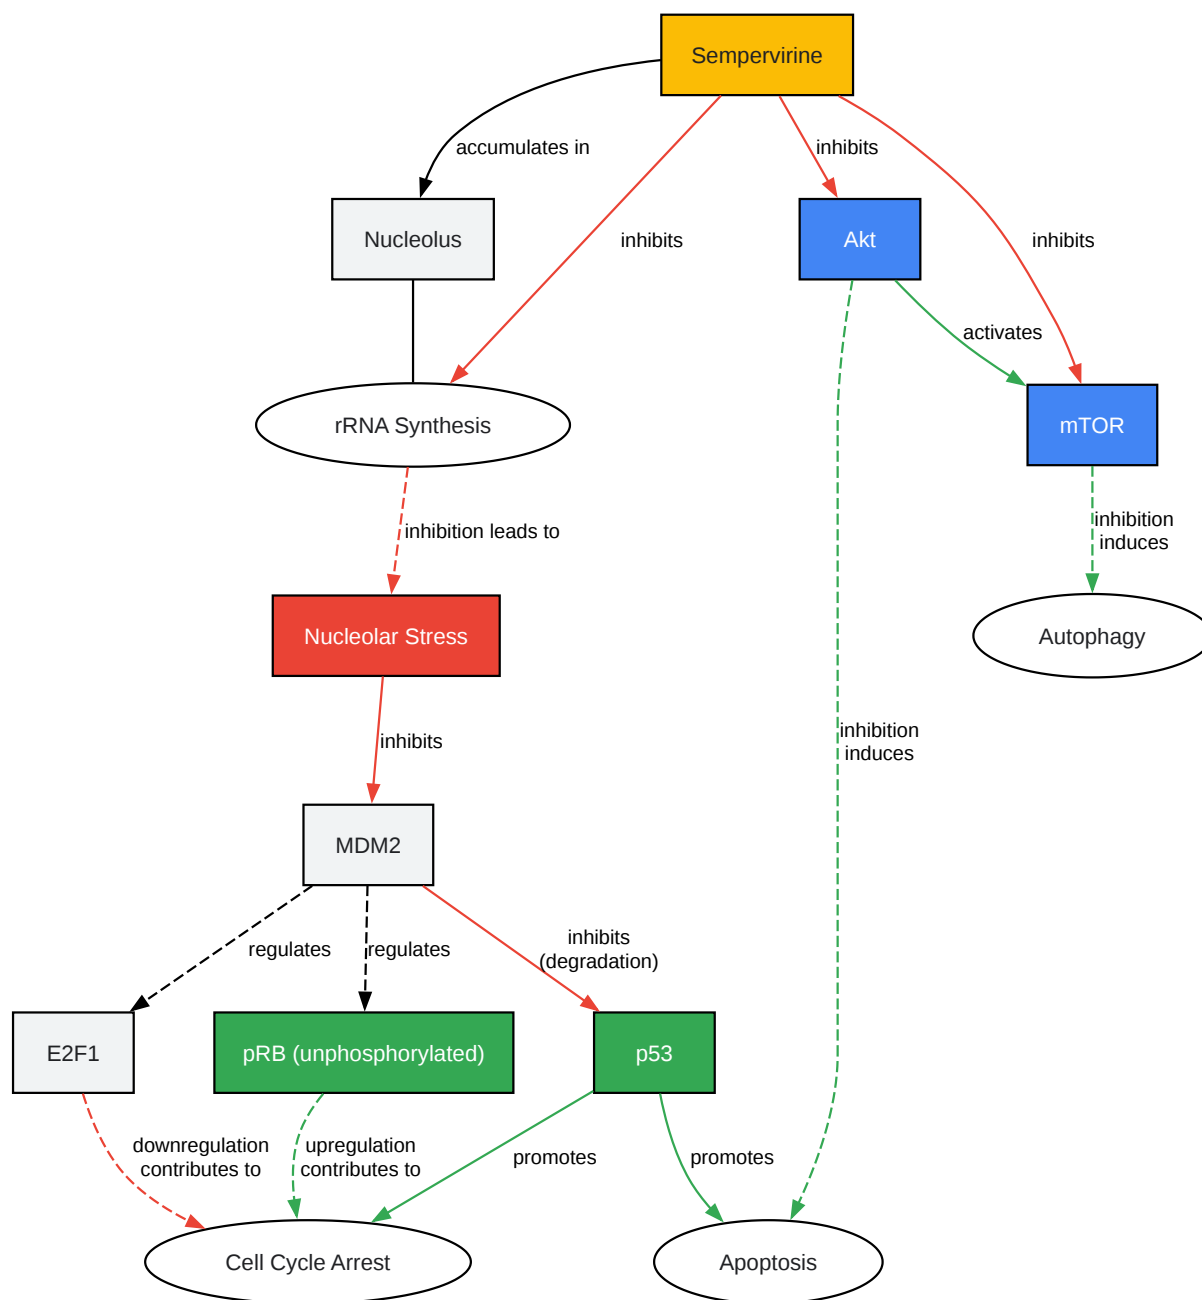 Sempervirine
accumulates in
inhibits
Nucleolus
inhibits
Akt
inhibits
activates
rRNA Synthesis
mTOR
inhibition leads to
inhibition
induces
Nucleolar Stress
Autophagy
inhibits
inhibition
induces
MDM2
regulates
regulates
inhibits
(degradation)
E2F1
pRB (unphosphorylated)
p53
downregulation
contributes to
upregulation
contributes to
promotes
promotes
Cell Cycle Arrest
Apoptosis